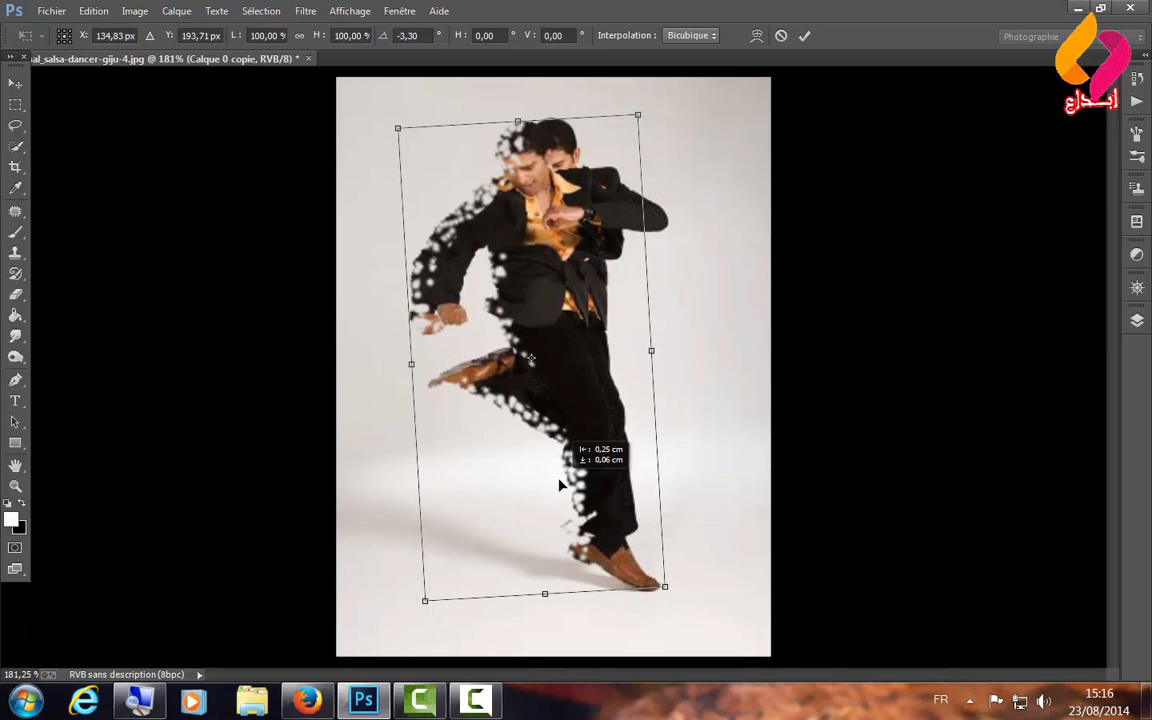 Ps Fichier Edition Image Calque Texte Sélection Filtre Affichage Fenêtre Aide
X: 134,83 px Y: 193,71 px L: 100,00 % H: 100,00 % -3,30 ° H: 0,00 ° V: 0,00 ° Interpolation : Bicubique Photographie
al_salsa-dancer-giju-4.jpg @ 181% (Calque 0 copie, RVB/8) * ×
إبـداع
T
: 0,25 cm
: 0,06 cm
181,25 % RVB sans description (8bpc)
Ps
FR
15:16
23/08/2014